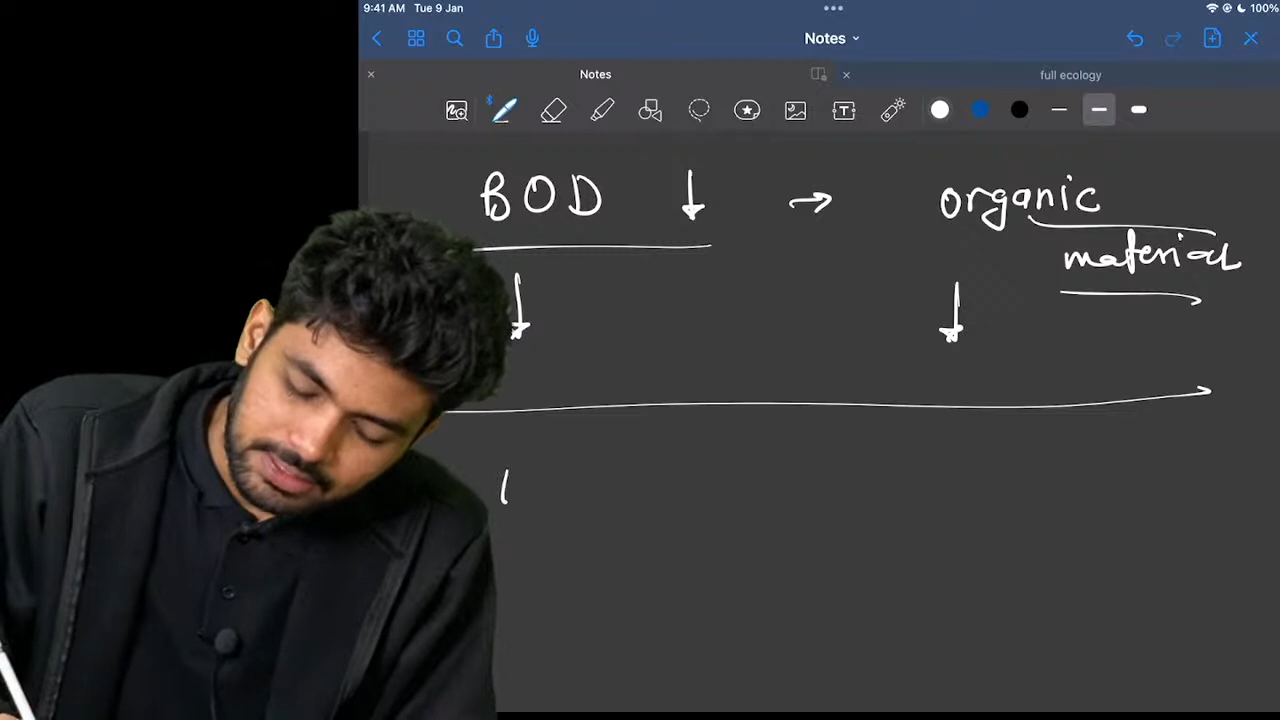 9:41 AM Tue 9 Jan
100%
Notes
Notes
full ecology
BOD ↓ → organic
material
↓ ↓